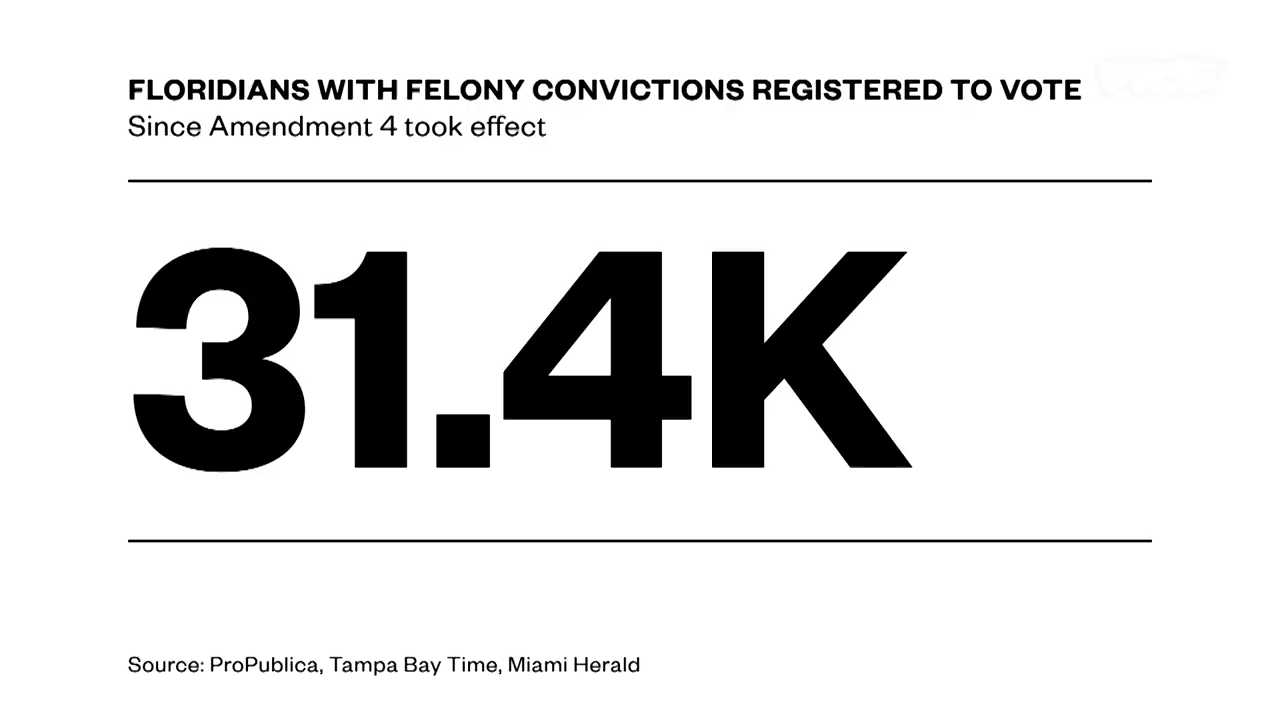 FLORIDIANS WITH FELONY CONVICTIONS REGISTERED TO VOTE
VICE
Since Amendment 4 took effect
31.4K
Source: ProPublica, Tampa Bay Time, Miami Herald